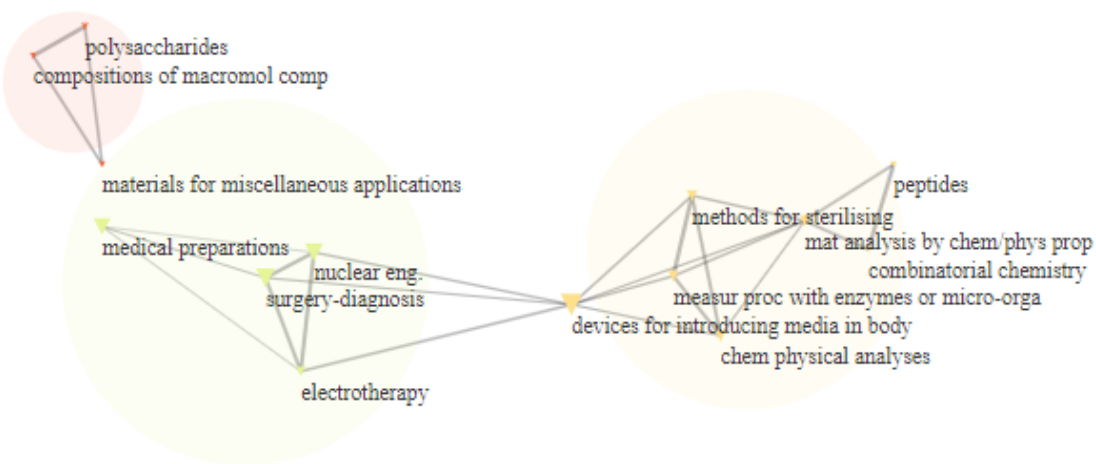 polysaccharides
compositions of macromol comp
materials for miscellaneous applications
medical preparations
nuclear eng.
surgery-diagnosis
electrotherapy
peptides
methods for sterilising
mat analysis by chem/phys prop
combinatorial chemistry
measur proc with enzymes or micro-orga
devices for introducing media in body
chem physical analyses